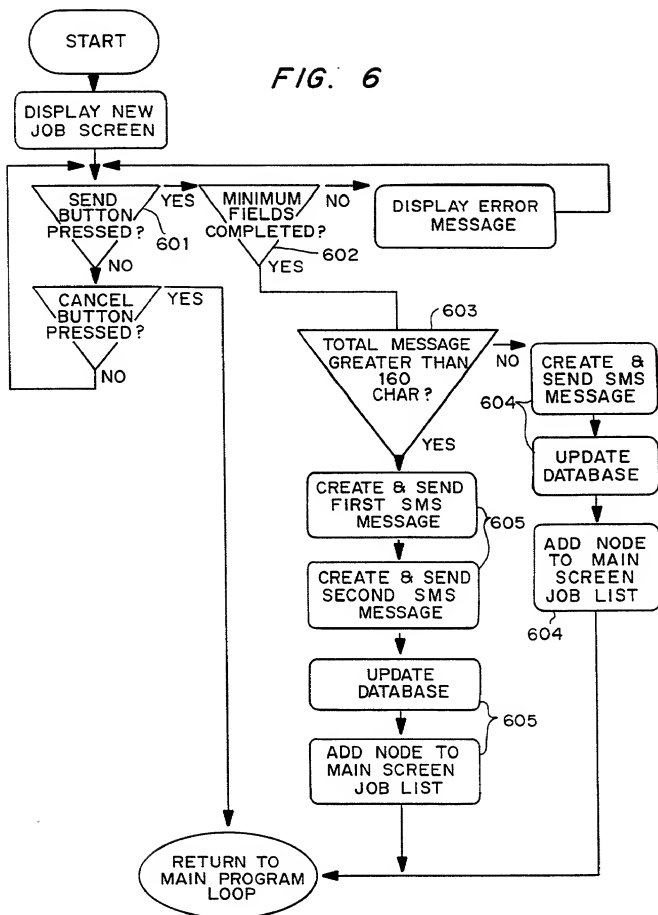 START
FIG. 6
DISPLAY NEW
JOB SCREEN
SEND
BUTTON
PRESSED?
YES
601
NO
MINIMUM
FIELDS
COMPLETED?
NO
602
YES
DISPLAY ERROR
MESSAGE
CANCEL
BUTTON
PRESSED?
YES
NO
603
TOTAL MESSAGE
GREATER THAN
160
CHAR?
NO
YES
CREATE &
SEND SMS
MESSAGE
604
UPDATE
DATABASE
ADD NODE
TO MAIN
SCREEN
JOB LIST
604
CREATE & SEND
FIRST SMS
MESSAGE
605
CREATE & SEND
SECOND SMS
MESSAGE
UPDATE
DATABASE
605
ADD NODE TO
MAIN SCREEN
JOB LIST
RETURN TO
MAIN PROGRAM
LOOP